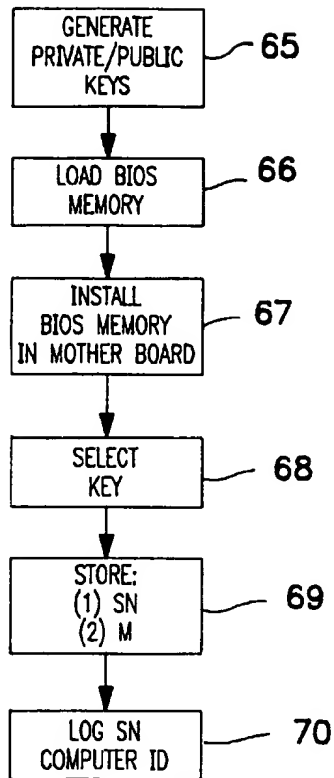 GENERATE
PRIVATE/PUBLIC
KEYS
65
LOAD BIOS
MEMORY
66
INSTALL
BIOS MEMORY
IN MOTHER BOARD
67
SELECT
KEY
68
STORE:
(1) SN
(2) M
69
LOG SN
COMPUTER ID
70